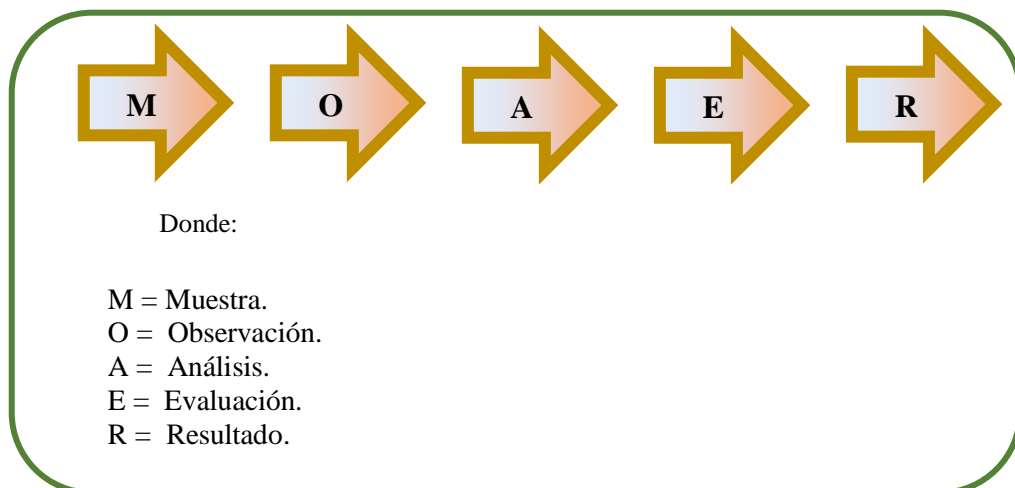 M O A E R
Donde:
M = Muestra.
O = Observación.
A = Análisis.
E = Evaluación.
R = Resultado.